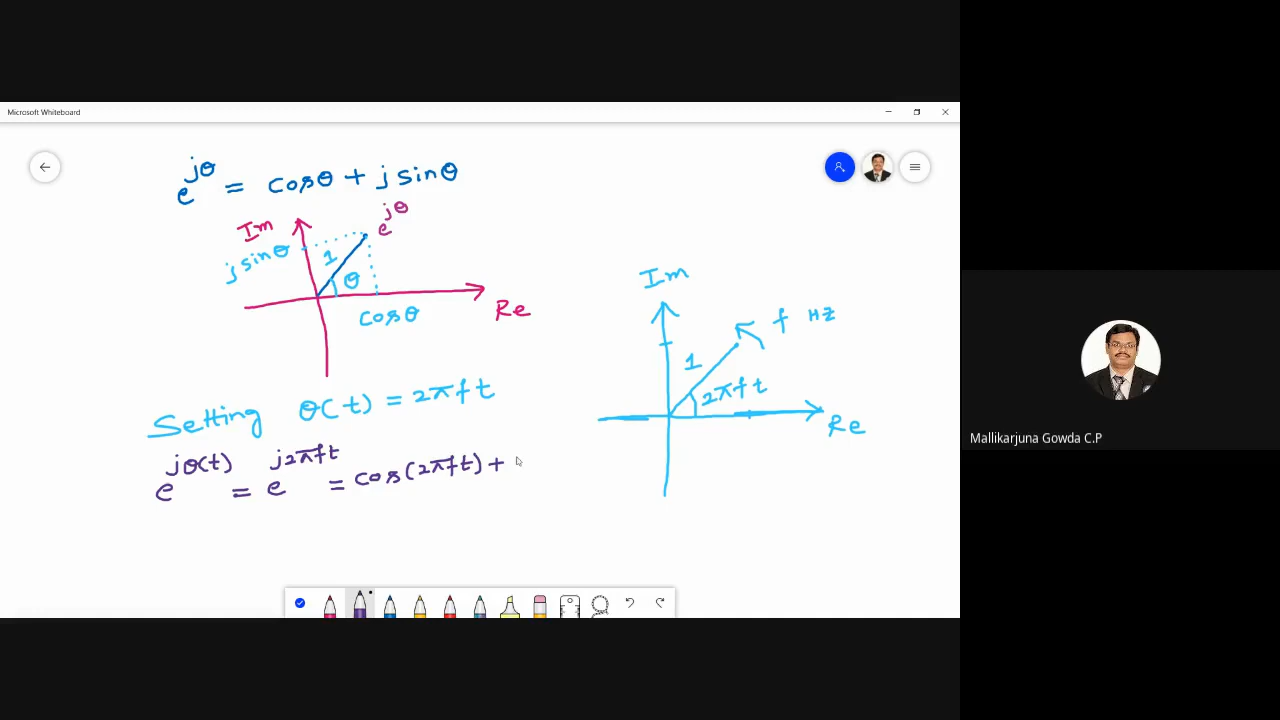 Microsoft Whiteboard
e^{jθ} = cosθ + j sinθ
Im
e^{jθ}
j sinθ
1
θ
cosθ
Re
Im
f Hz
1
2πft
Re
Setting θ(t) = 2πft
e^{jθ(t)} = e^{j2πft} = cos(2πft) +
Mallikarjuna Gowda C.P